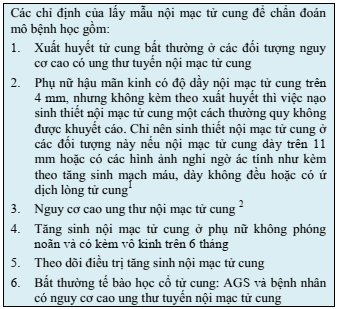 Các chỉ định của lấy mẫu nội mạc tử cung để chẩn đoán
mô bệnh học gồm:
1. Xuất huyết tử cung bất thường ở các đối tượng nguy
cơ cao có ung thư tuyến nội mạc tử cung
2. Phụ nữ hậu mãn kinh có độ dầy nội mạc tử cung trên
4 mm, nhưng không kèm theo xuất huyết thì việc nạo
sinh thiết nội mạc tử cung một cách thường quy không
được khuyết cáo. Chỉ nên sinh thiết nội mạc tử cung ở
các đối tượng này nếu nội mạc tử cung dày trên 11
mm hoặc có các hình ảnh nghi ngờ ác tính như kèm
theo tăng sinh mạch máu, dày không đều hoặc có ứ
dịch lòng tử cung1
3. Nguy cơ cao ung thư nội mạc tử cung 2
4. Tăng sinh nội mạc tử cung ở phụ nữ không phóng
noãn và có kèm vô kinh trên 6 tháng
5. Theo dõi điều trị tăng sinh nội mạc tử cung
6. Bất thường tế bào học cổ tử cung: AGS và bệnh nhân
có nguy cơ cao ung thư tuyến nội mạc tử cung